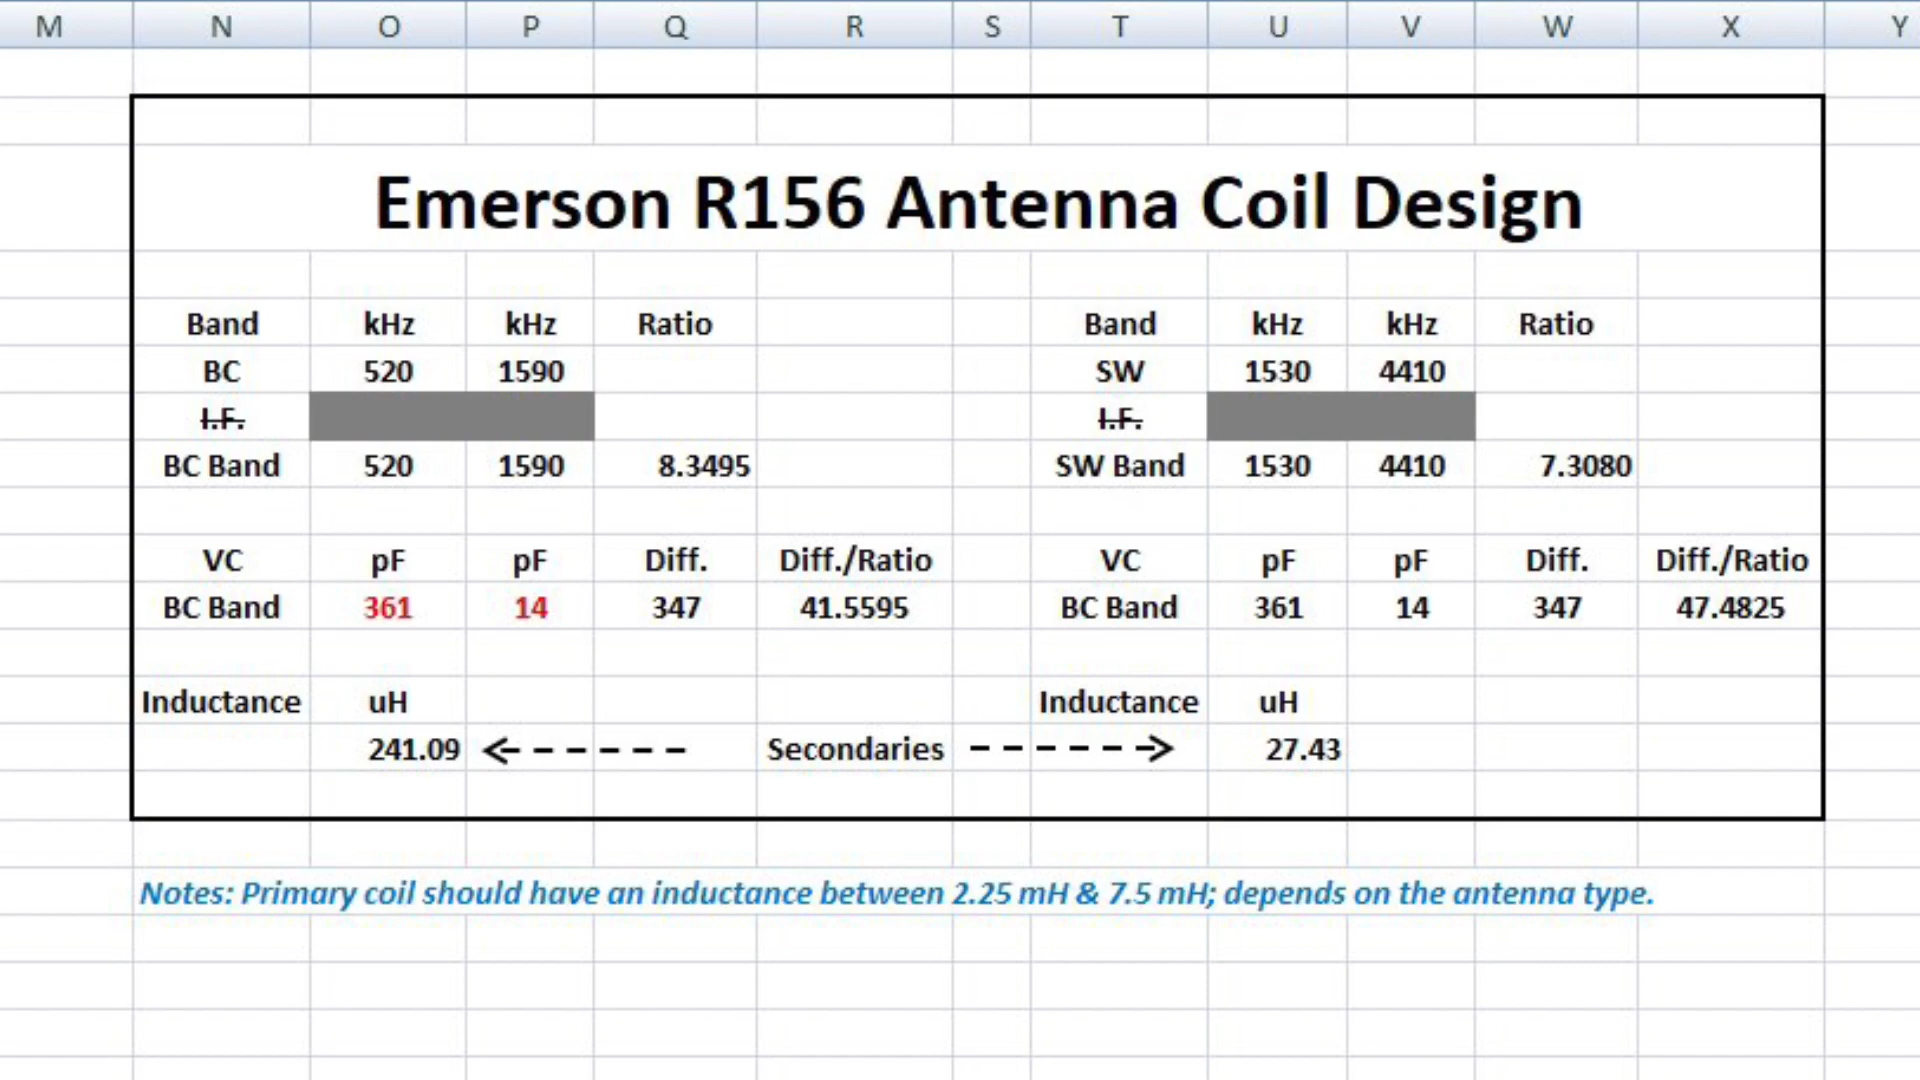 M N O P Q R S T U V W X Y
Emerson R156 Antenna Coil Design
Band kHz kHz Ratio Band kHz kHz Ratio
BC 520 1590 SW 1530 4410
I.F. I.F.
BC Band 520 1590 8.3495 SW Band 1530 4410 7.3080
VC pF pF Diff. Diff./Ratio VC pF pF Diff. Diff./Ratio
BC Band 361 14 347 41.5595 BC Band 361 14 347 47.4825
Inductance uH Inductance uH
241.09 Secondaries 27.43
Notes: Primary coil should have an inductance between 2.25 mH & 7.5 mH; depends on the antenna type.